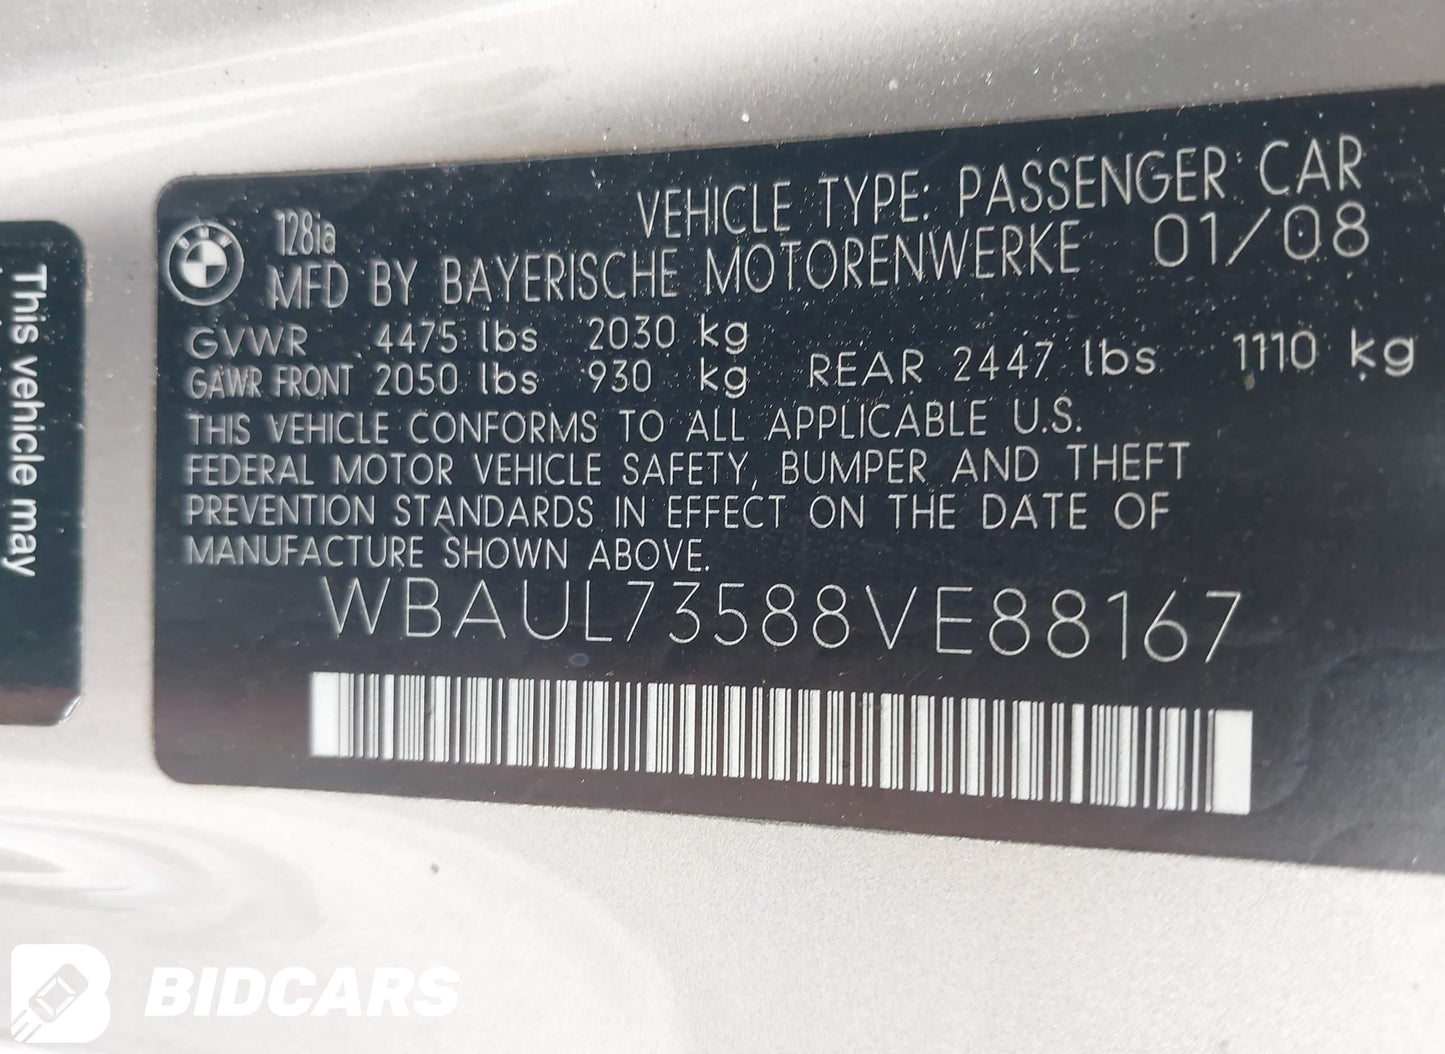 This vehicle may
VEHICLE TYPE: PASSENGER CAR
128ia
MFD BY BAYERISCHE MOTORENWERKE 01/08
GVWR 4475 lbs 2030 kg
GAWR FRONT 2050 lbs 930 kg REAR 2447 lbs 1110 kg
THIS VEHICLE CONFORMS TO ALL APPLICABLE U.S.
FEDERAL MOTOR VEHICLE SAFETY, BUMPER AND THEFT
PREVENTION STANDARDS IN EFFECT ON THE DATE OF
MANUFACTURE SHOWN ABOVE.
WBAUL73588VE88167
BIDCARS